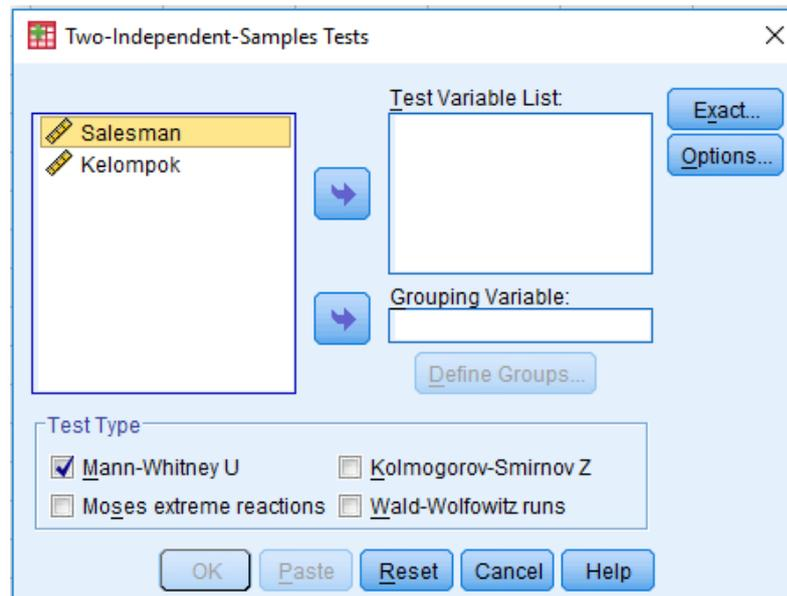 Two-Independent-Samples Tests
Test Variable List:
Exact...
Options...
Salesman
Kelompok
Grouping Variable:
Define Groups...
Test Type
Mann-Whitney U
Kolmogorov-Smirnov Z
Moses extreme reactions
Wald-Wolfowitz runs
OK
Paste
Reset
Cancel
Help